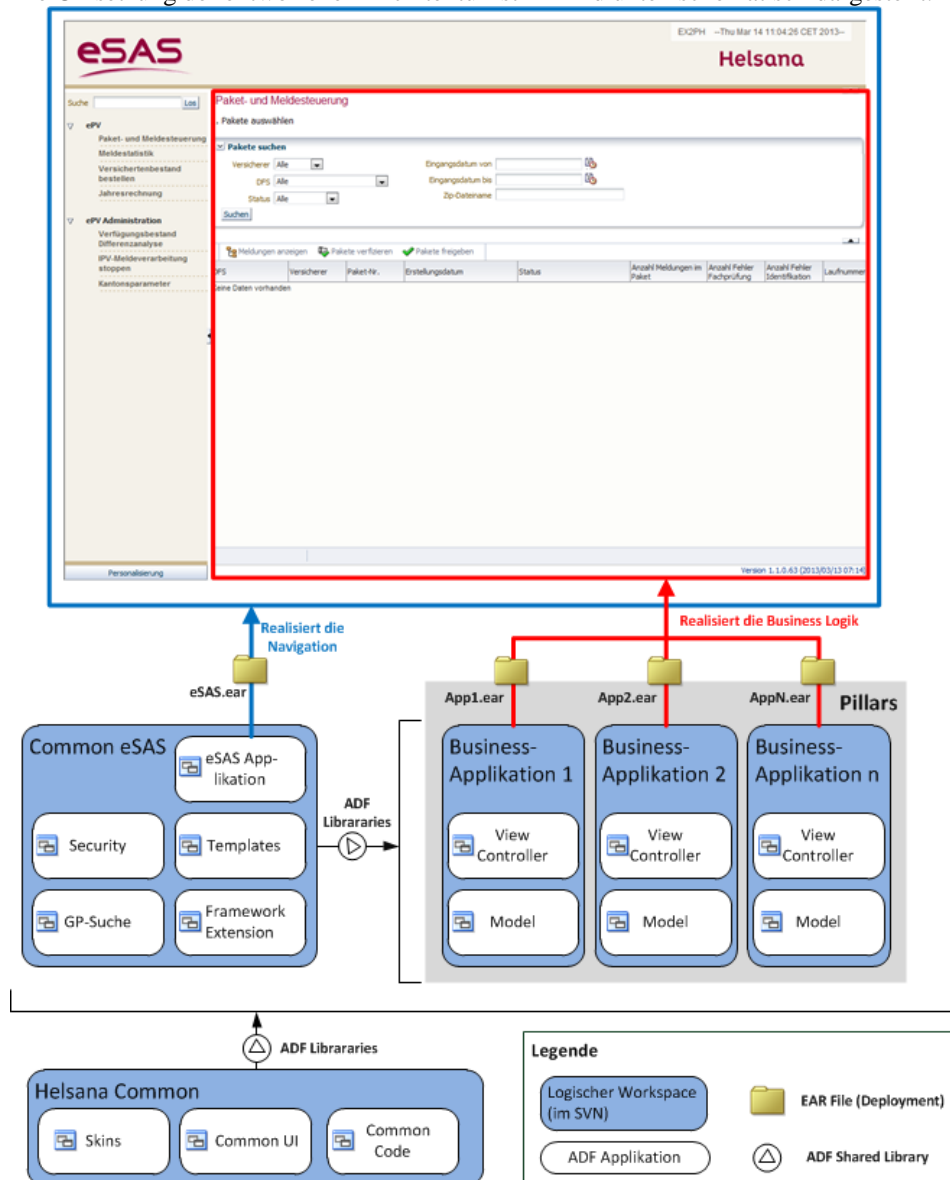 EX2PH --Thu Mar 14 11:04:26 CET 2013--
eSAS
Helsana
Suche
Los
ePV
Paket- und Meldesteuerung
Meldestatistik
Versichertenbestand
bestellen
Jahresrechnung
ePV Administration
Verfügungsbestand
Differenzanalyse
IPV-Meldeverarbeitung
stoppen
Kantonsparameter
Personalisierung
Paket- und Meldesteuerung
. Pakete auswählen
Pakete suchen
Versicherer Alle
Eingangsdatum von
DFS Alle
Eingangsdatum bis
Status Alle
Zip-Dateiname
Suchen
Meldungen anzeigen Pakete verfizieren Pakete freigeben
DFS Versicherer Paket-Nr. Erstellungsdatum Status Anzahl Meldungen im Anzahl Fehler Anzahl Fehler Laufnummer
Paket Fachprüfung Identifikation
Keine Daten vorhanden
Version 1.1.0.63 (2013/03/13 07:14)
Realisiert die
Navigation
Realisiert die Business Logik
eSAS.ear
App1.ear
App2.ear
AppN.ear
Pillars
Common eSAS
eSAS App-
likation
Security
Templates
GP-Suche
Framework
Extension
ADF
Librararies
Business-
Applikation 1
View
Controller
Model
Business-
Applikation 2
View
Controller
Model
Business-
Applikation n
View
Controller
Model
ADF Librararies
Helsana Common
Skins
Common UI
Common
Code
Legende
Logischer Workspace
(im SVN)
EAR File (Deployment)
ADF Applikation
ADF Shared Library